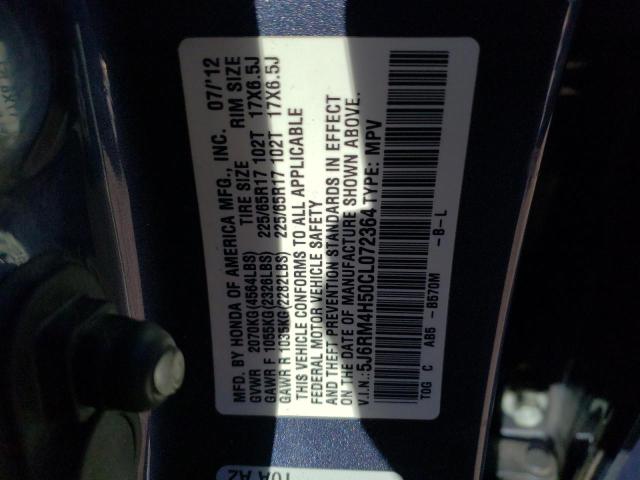 MFD. BY HONDA OF AMERICA MFG., INC. 07/12
GVWR 2070KG(4564LBS) TIRE SIZE RIM SIZE
GAWR F 1055KG(2326LBS) 225/65R17 102T 17X6.5J
GAWR R 1035KG(2282LBS) 225/65R17 102T 17X6.5J
THIS VEHICLE CONFORMS TO ALL APPLICABLE
FEDERAL MOTOR VEHICLE SAFETY
AND THEFT PREVENTION STANDARDS IN EFFECT
ON THE DATE OF MANUFACTURE SHOWN ABOVE.
V.I.N.: 5J6RM4H50CL072364 TYPE: MPV
TOG C AB5 - B570M - B - L